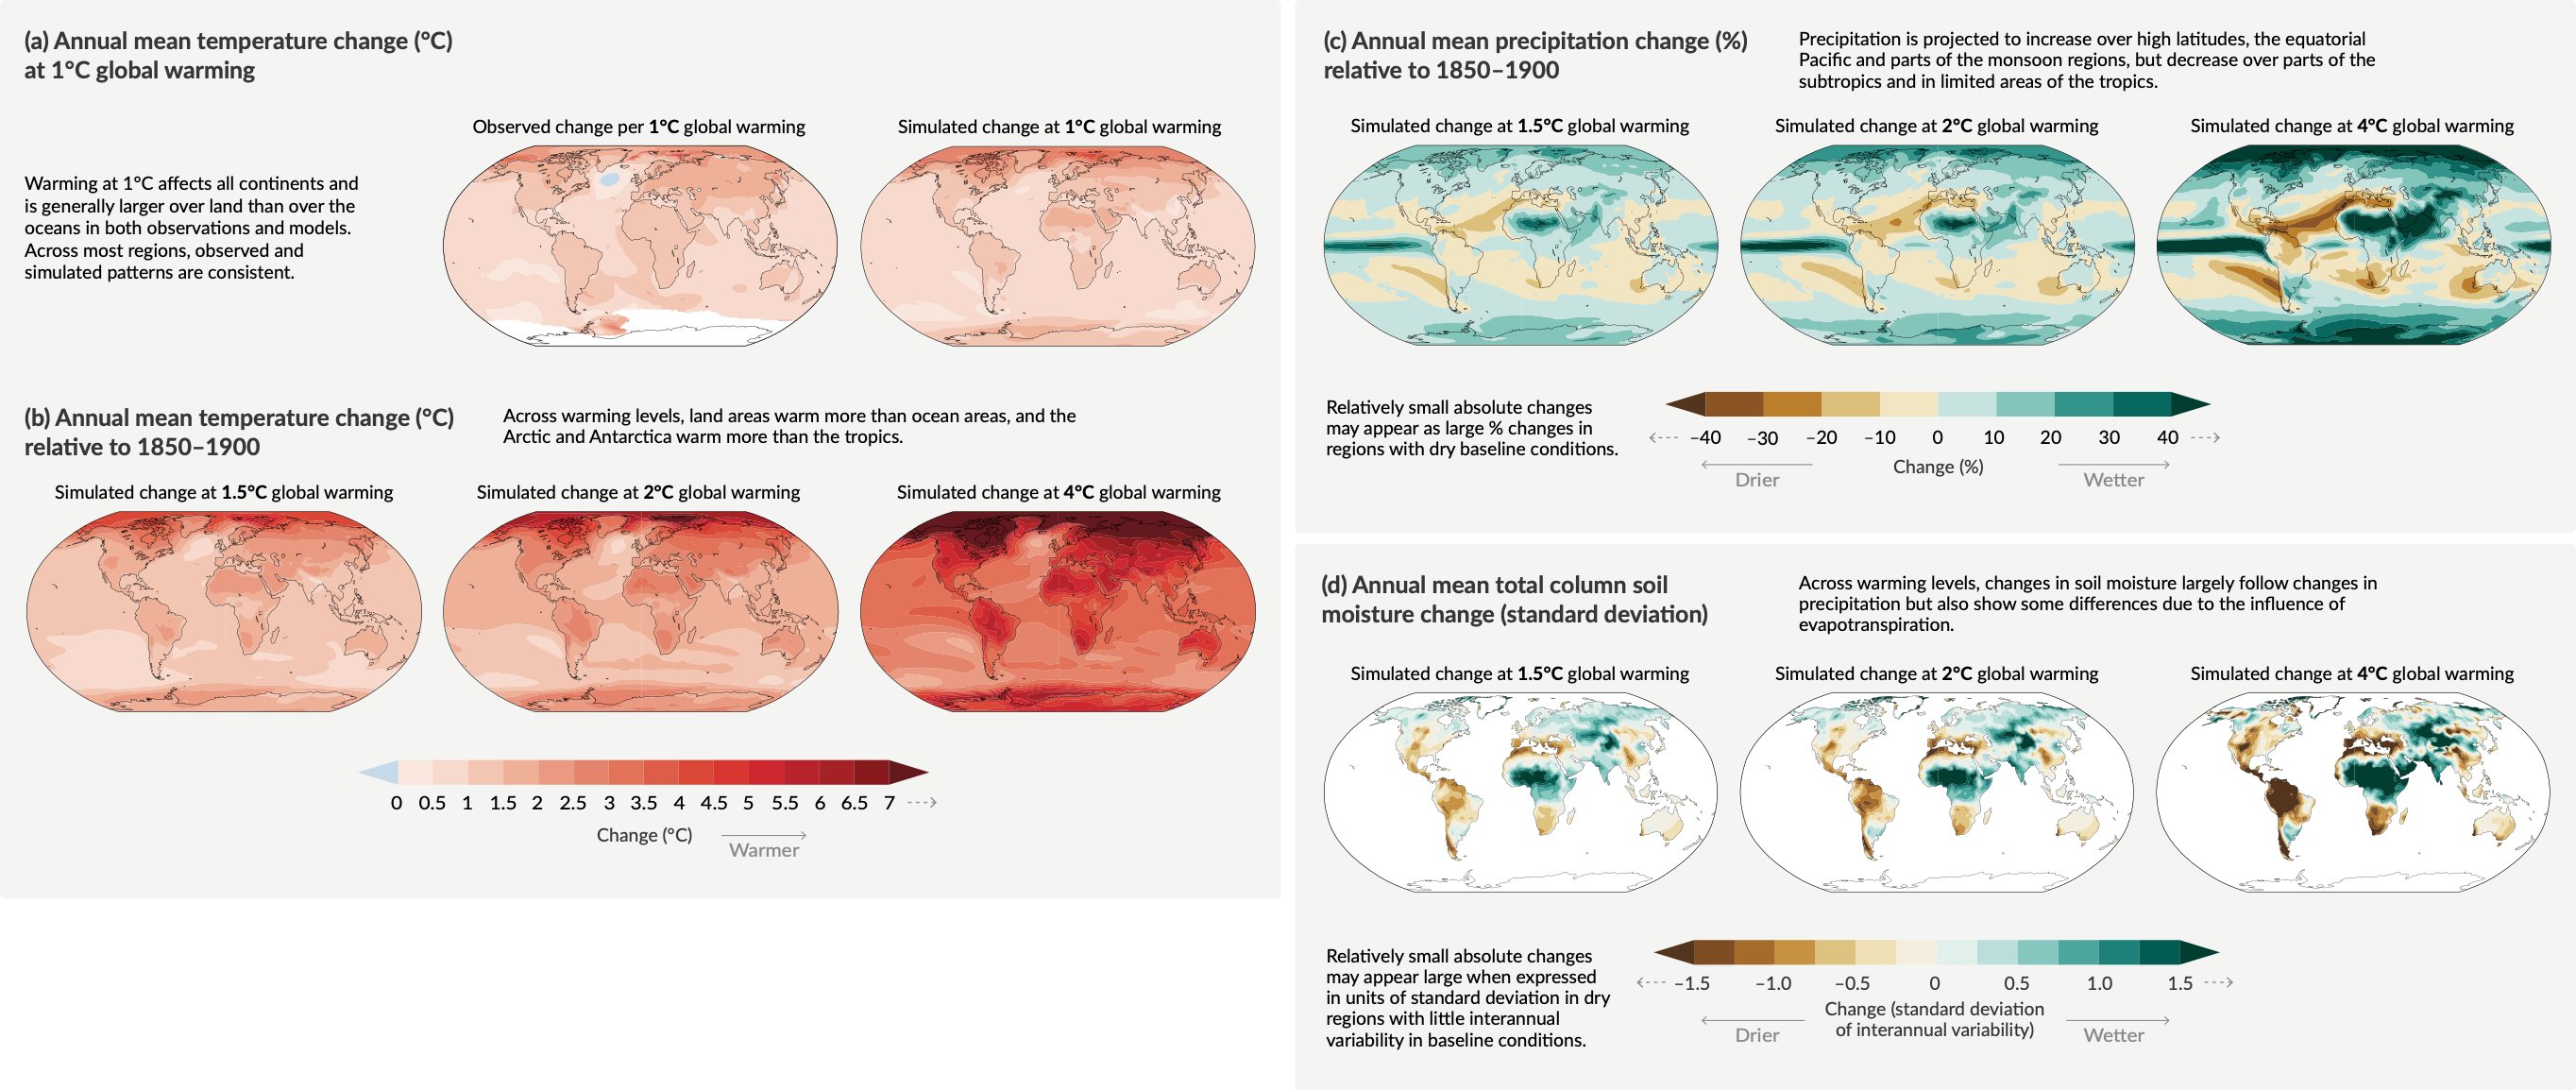 (a) Annual mean temperature change (°C)
at 1°C global warming
Warming at 1°C affects all continents and
is generally larger over land than over the
oceans in both observations and models.
Across most regions, observed and
simulated patterns are consistent.
Observed change per 1°C global warming
Simulated change at 1°C global warming
(b) Annual mean temperature change (°C)
relative to 1850–1900
Across warming levels, land areas warm more than ocean areas, and the
Arctic and Antarctica warm more than the tropics.
Simulated change at 1.5°C global warming
Simulated change at 2°C global warming
Simulated change at 4°C global warming
0 0.5 1 1.5 2 2.5 3 3.5 4 4.5 5 5.5 6 6.5 7
Change (°C)
Warmer
(c) Annual mean precipitation change (%)
relative to 1850–1900
Precipitation is projected to increase over high latitudes, the equatorial
Pacific and parts of the monsoon regions, but decrease over parts of the
subtropics and in limited areas of the tropics.
Simulated change at 1.5°C global warming
Simulated change at 2°C global warming
Simulated change at 4°C global warming
Relatively small absolute changes
may appear as large % changes in
regions with dry baseline conditions.
–40 –30 –20 –10 0 10 20 30 40
Change (%)
Drier
Wetter
(d) Annual mean total column soil
moisture change (standard deviation)
Across warming levels, changes in soil moisture largely follow changes in
precipitation but also show some differences due to the influence of
evapotranspiration.
Simulated change at 1.5°C global warming
Simulated change at 2°C global warming
Simulated change at 4°C global warming
Relatively small absolute changes
may appear large when expressed
in units of standard deviation in dry
regions with little interannual
variability in baseline conditions.
–1.5 –1.0 –0.5 0 0.5 1.0 1.5
Change (standard deviation
of interannual variability)
Drier
Wetter